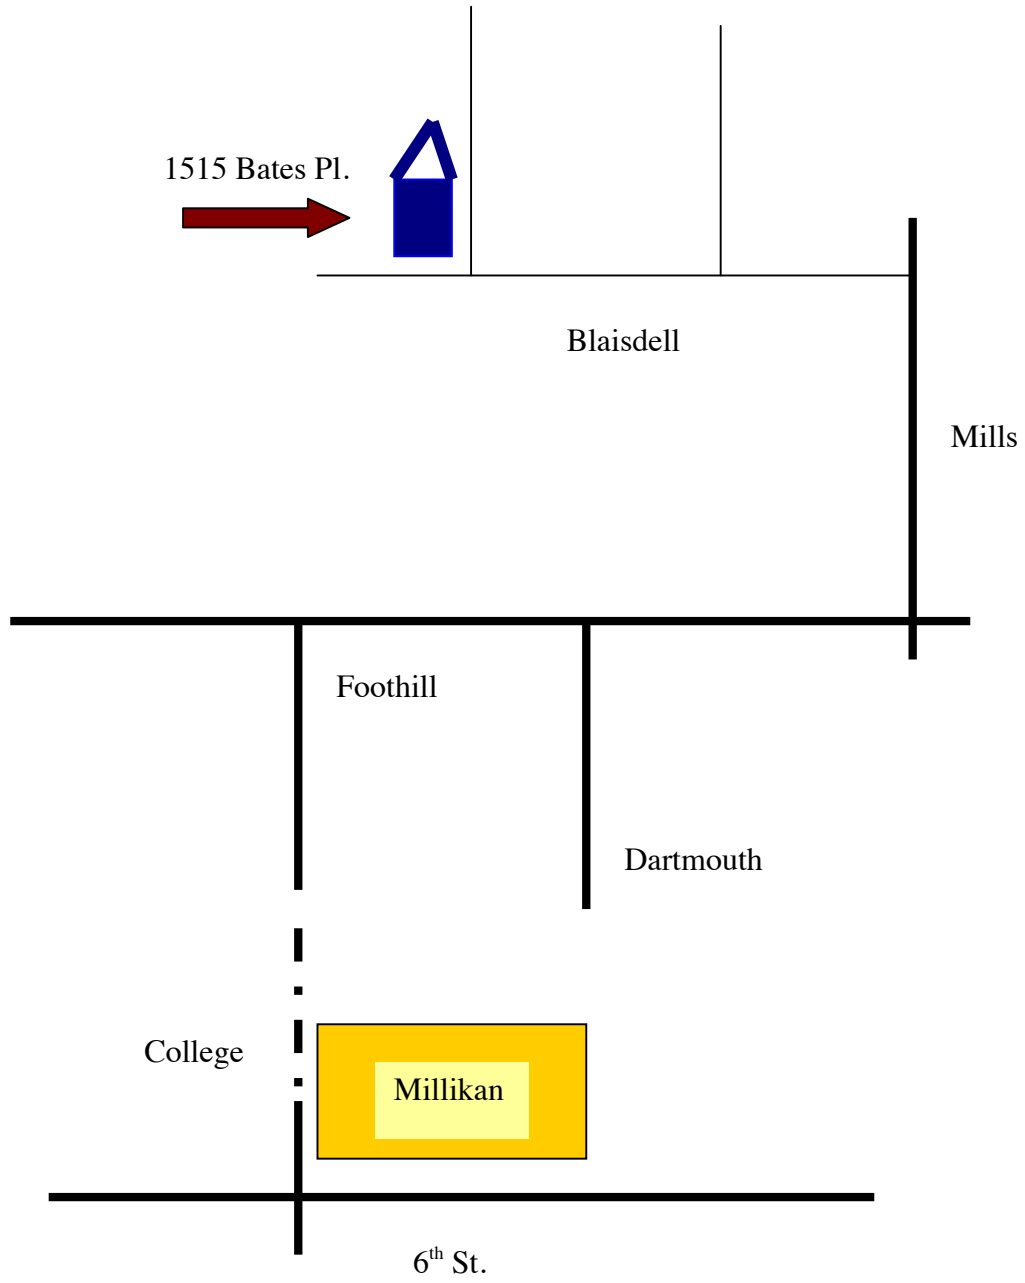 1515 Bates Pl.
Blaisdell
Mills
Foothill
Dartmouth
College
Millikan
6th St.